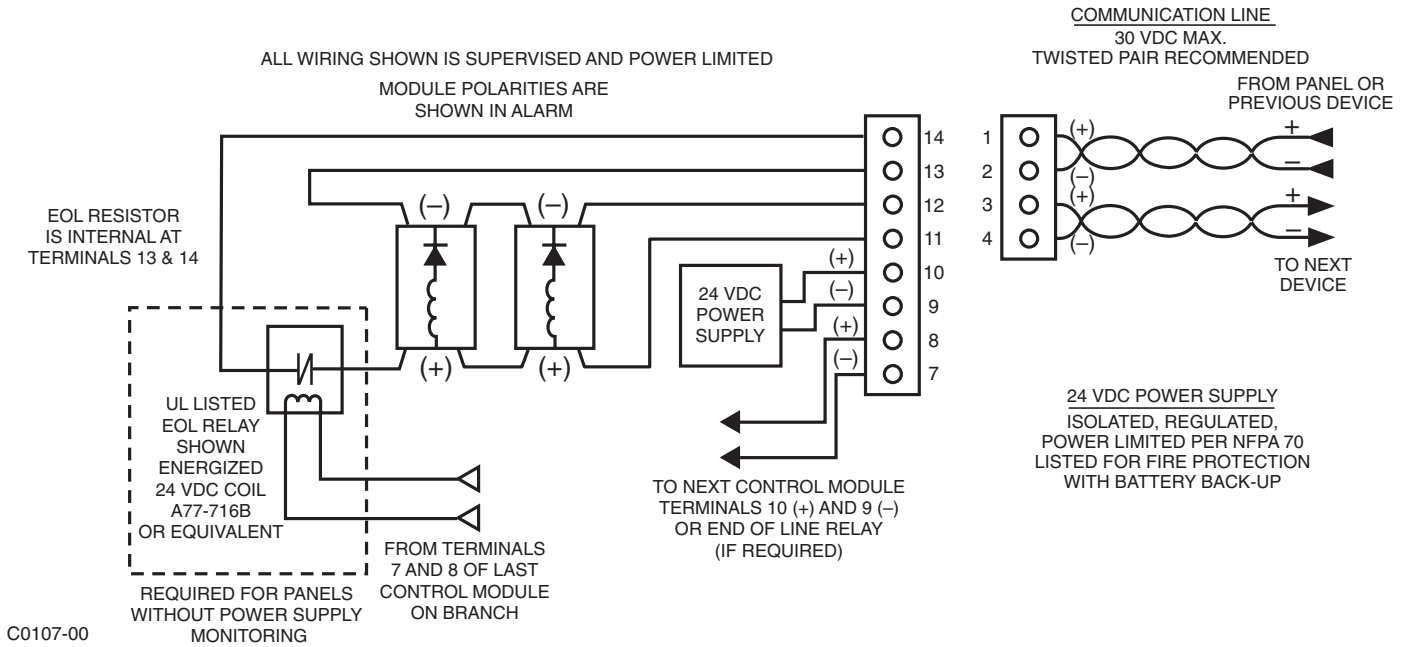 COMMUNICATION LINE
30 VDC MAX.
TWISTED PAIR RECOMMENDED
ALL WIRING SHOWN IS SUPERVISED AND POWER LIMITED
MODULE POLARITIES ARE
SHOWN IN ALARM
FROM PANEL OR
PREVIOUS DEVICE
14
13
12
11
10
9
8
7
1
2
3
4
(+)
(–)
(+)
(–)
+
–
+
–
TO NEXT
DEVICE
EOL RESISTOR
IS INTERNAL AT
TERMINALS 13 & 14
(–)
(–)
(+)
(+)
24 VDC
POWER
SUPPLY
(+)
(–)
(+)
(–)
UL LISTED
EOL RELAY
SHOWN
ENERGIZED
24 VDC COIL
A77-716B
OR EQUIVALENT
24 VDC POWER SUPPLY
ISOLATED, REGULATED,
POWER LIMITED PER NFPA 70
LISTED FOR FIRE PROTECTION
WITH BATTERY BACK-UP
TO NEXT CONTROL MODULE
TERMINALS 10 (+) AND 9 (–)
OR END OF LINE RELAY
(IF REQUIRED)
FROM TERMINALS
7 AND 8 OF LAST
CONTROL MODULE
ON BRANCH
REQUIRED FOR PANELS
WITHOUT POWER SUPPLY
MONITORING
C0107-00